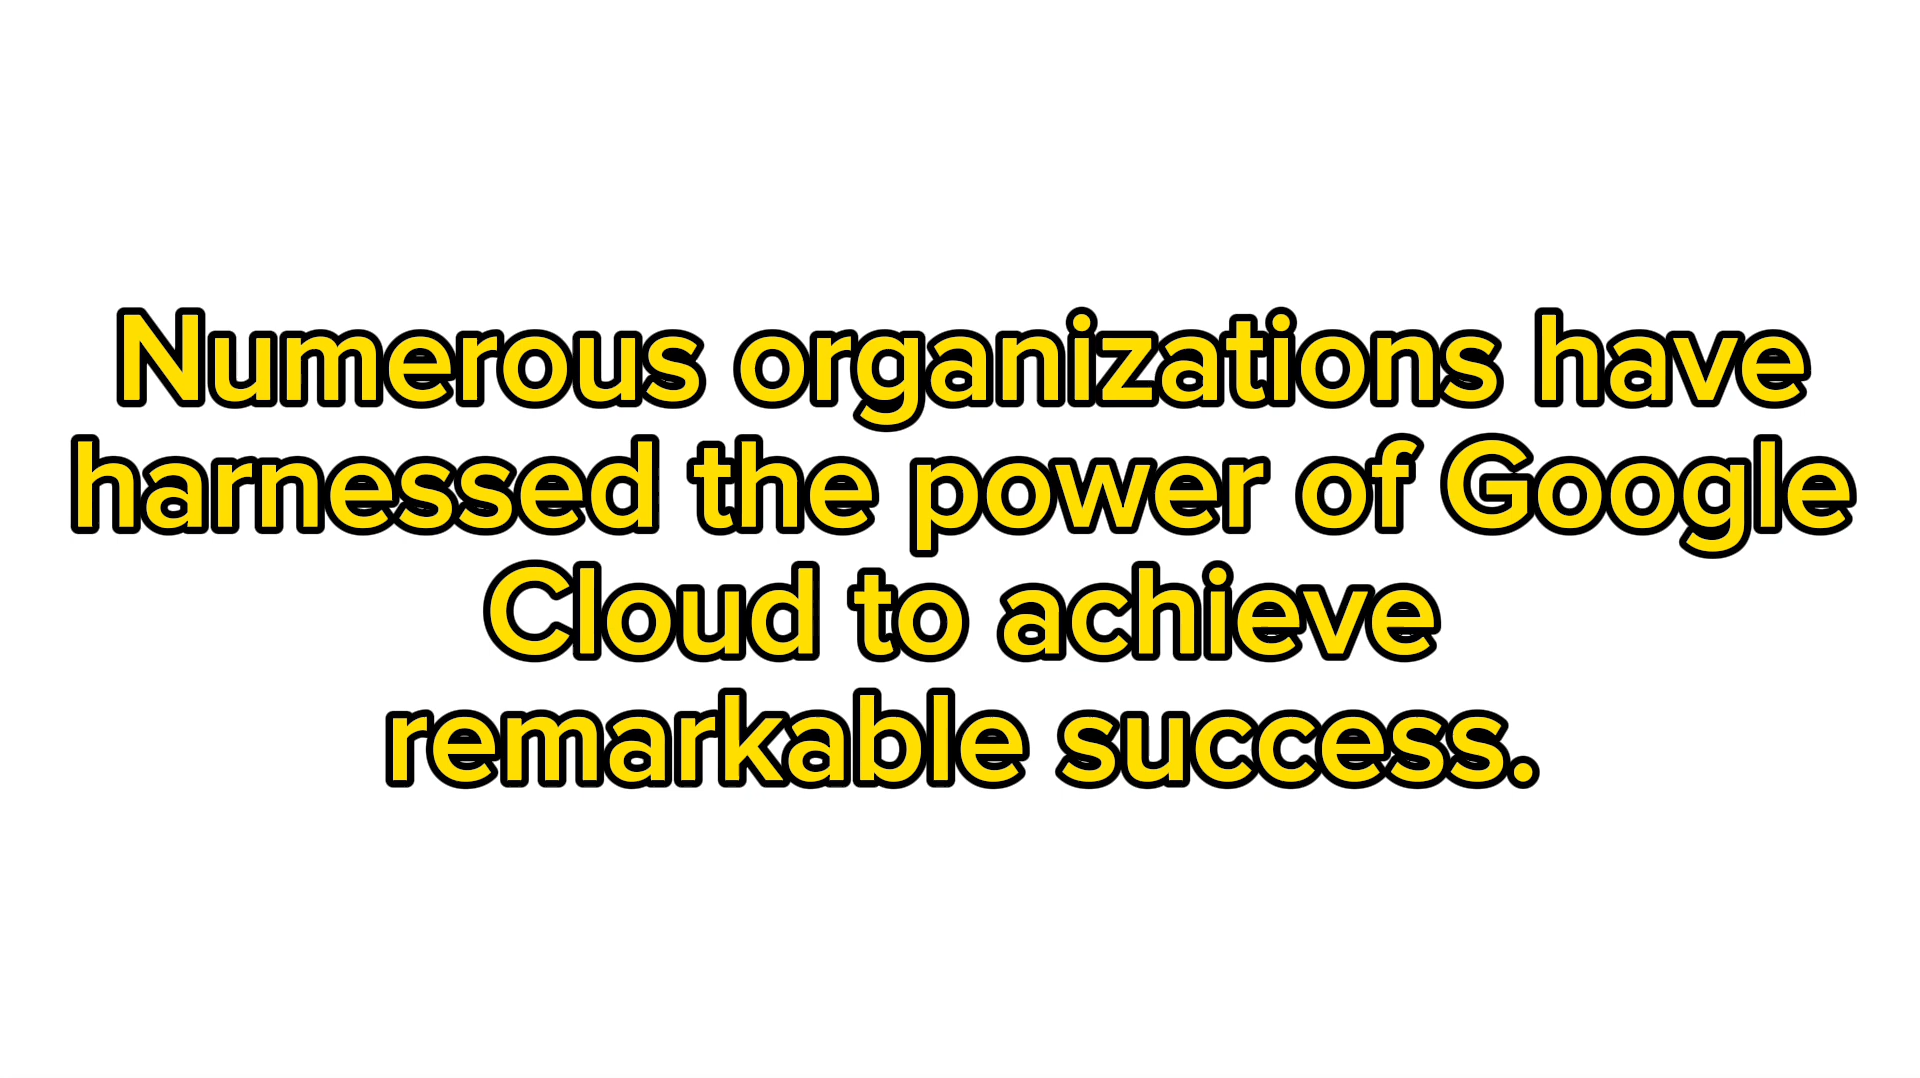 Numerous organizations have
harnessed the power of Google
Cloud to achieve
remarkable success.